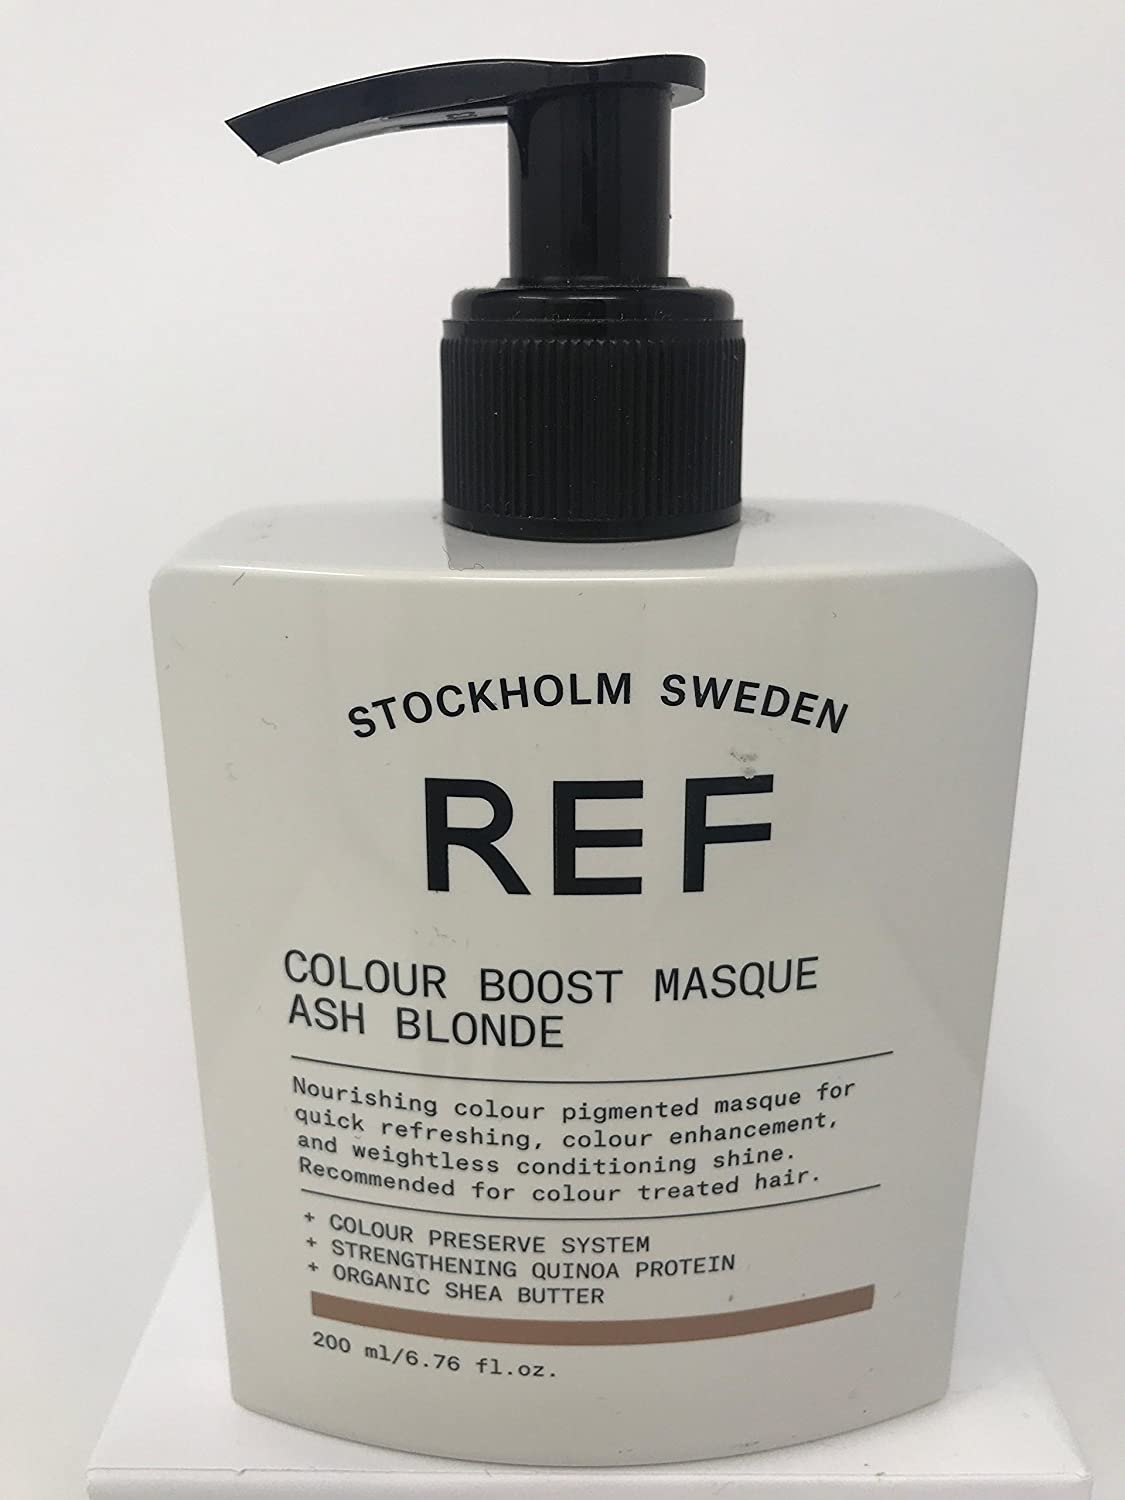 STOCKHOLM SWEDEN
REF
COLOUR BOOST MASQUE
ASH BLONDE
Nourishing colour pigmented masque for
quick refreshing, colour enhancement,
and weightless conditioning shine.
Recommended for colour treated hair.
+ COLOUR PRESERVE SYSTEM
+ STRENGTHENING QUINOA PROTEIN
+ ORGANIC SHEA BUTTER
200 ml/6.76 fl.oz.